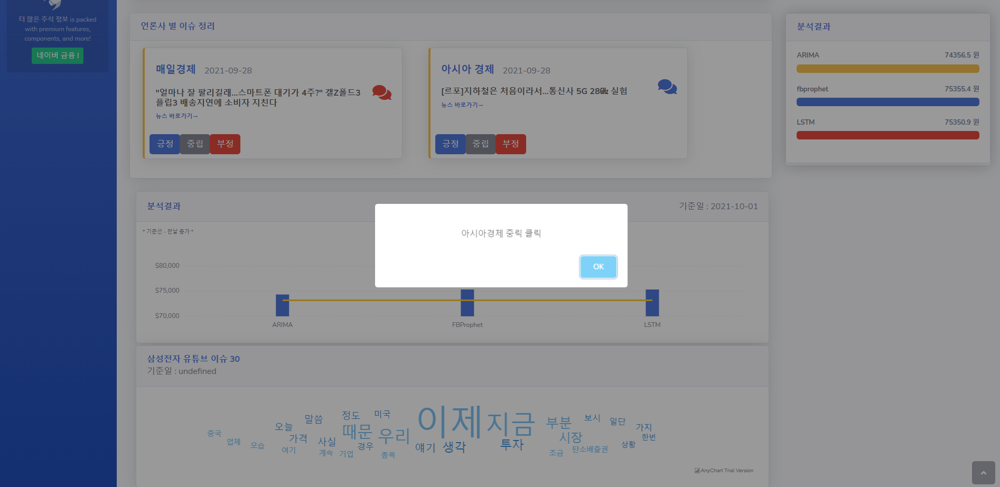 더 많은 주식 정보 is packed
with premium features,
components, and more!
네이버 금융 !
언론사 별 이슈 정리
매일경제 2021-09-28
"얼마나 잘 팔리길래...스마트폰 대기가 4주?" 갤Z폴드3
플립3 배송지연에 소비자 지친다
뉴스 바로가기→
긍정 중립 부정
아시아 경제 2021-09-28
[르포]지하철은 처음이라서...통신사 5G 28㎓ 실험
뉴스 바로가기→
긍정 중립 부정
분석결과
ARIMA 74356.5 원
fbprophet 75355.4 원
LSTM 75350.9 원
분석결과
기준일 : 2021-10-01
* 기준선 - 전날 종가 *
$80,000
$75,000
$70,000
ARIMA FBProphet LSTM
아시아경제 중릭 클릭
OK
삼성전자 유튜브 이슈 30
기준일 : undefined
이제
지금
때문
우리
부분
시장
생각
투자
얘기
정도
미국
말씀
오늘
가격
사실
경우
보시
일단
가지
한번
상황
중국
업체
모습
여기
계속
기업
종목
조금
탄소배출권
AnyChart Trial Version